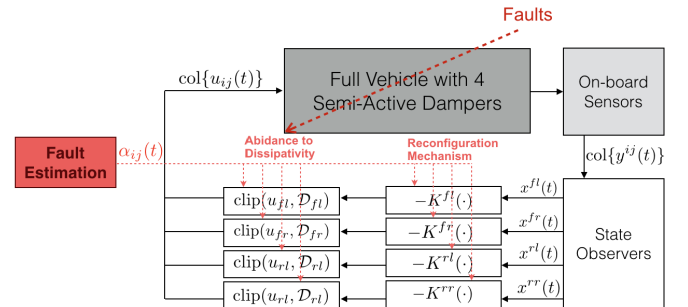 Faults
col{u_{ij}(t)}
Full Vehicle with 4
Semi-Active Dampers
On-board
Sensors
Fault
Estimation
α_{ij}(t)
Abidance to
Dissipativity
Reconfiguration
Mechanism
col{y^{ij}(t)}
clip(u_{fl}, 𝒟_{fl})
−K^{fl}(·)
x^{fl}(t)
clip(u_{fr}, 𝒟_{fr})
−K^{fr}(·)
x^{fr}(t)
State
Observers
clip(u_{rl}, 𝒟_{rl})
−K^{rl}(·)
x^{rl}(t)
clip(u_{rr}, 𝒟_{rr})
−K^{rr}(·)
x^{rr}(t)